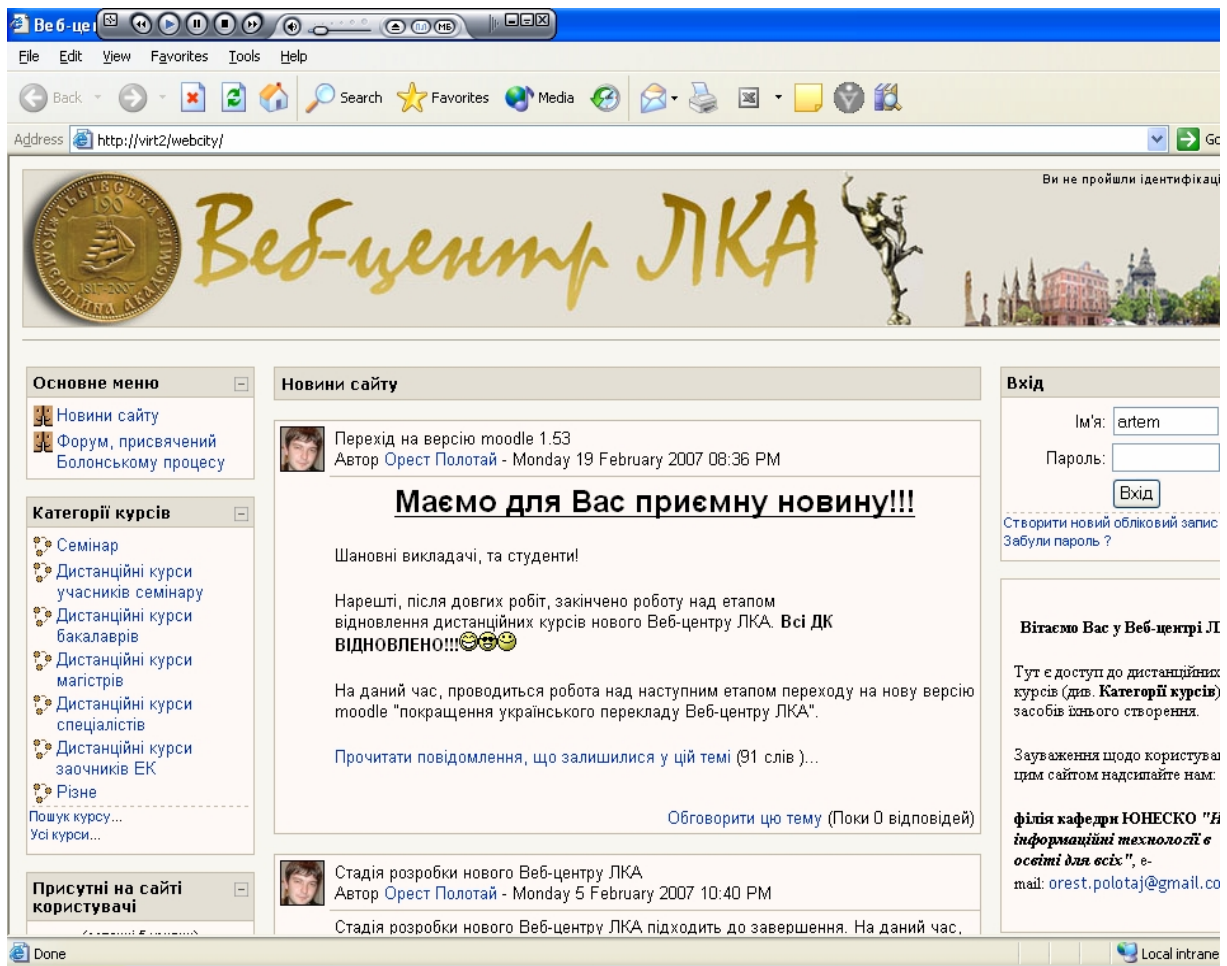 Веб-це
пл
МБ
File Edit View Favorites Tools Help
Back Search Favorites Media
Address http://virt2/webcity/ Go
ЛЬВІВСЬКА КОМЕРЦІЙНА АКАДЕМІЯ
190
1817-2007
Веб-центр ЛКА
Ви не пройшли
Основне меню
Новини сайту
Форум, присвячений
Болонському процесу
Категорії курсів
Семінар
Дистанційні курси
учасників семінару
Дистанційні курси
бакалаврів
Дистанційні курси
магістрів
Дистанційні курси
спеціалістів
Дистанційні курси
заочників ЕК
Різне
Пошук курсу...
Усі курси...
Присутні на сайті
користувачі
Новини сайту
Перехід на версію moodle 1.53
Автор Орест Полотай - Monday 19 February 2007 08:36 PM
Маємо для Вас приємну новину!!!
Шановні викладачі, та студенти!
Нарешті, після довгих робіт, закінчено роботу над етапом
відновлення дистанційних курсів нового Веб-центру ЛКА. Всі ДК
ВІДНОВЛЕНО!!!
На даний час, проводиться робота над наступним етапом переходу на нову версію
moodle "покращення українського перекладу Веб-центру ЛКА".
Прочитати повідомлення, що залишилися у цій темі (91 слів )...
Обговорити цю тему (Поки 0 відповідей)
Стадія розробки нового Веб-центру ЛКА
Автор Орест Полотай - Monday 5 February 2007 10:40 PM
Стадія розробки нового Веб-центру ЛКА підходить до завершення. На даний час,
Вхід
Ім'я: artem
Пароль:
Вхід
Створити новий обліковий запис
Забули пароль ?
Вітаємо Вас у Веб-центрі
Тут є доступ до дистанційних
курсів (див. Категорії курсів)
засобів їхнього створення.
Зауваження щодо
цим сайтом надсилайте нам:
філія кафедри ЮНЕСКО
інформаційні технології в
освіті для всіх", е-
mail: orest.polotaj@gmail.co
Done
Local intrane